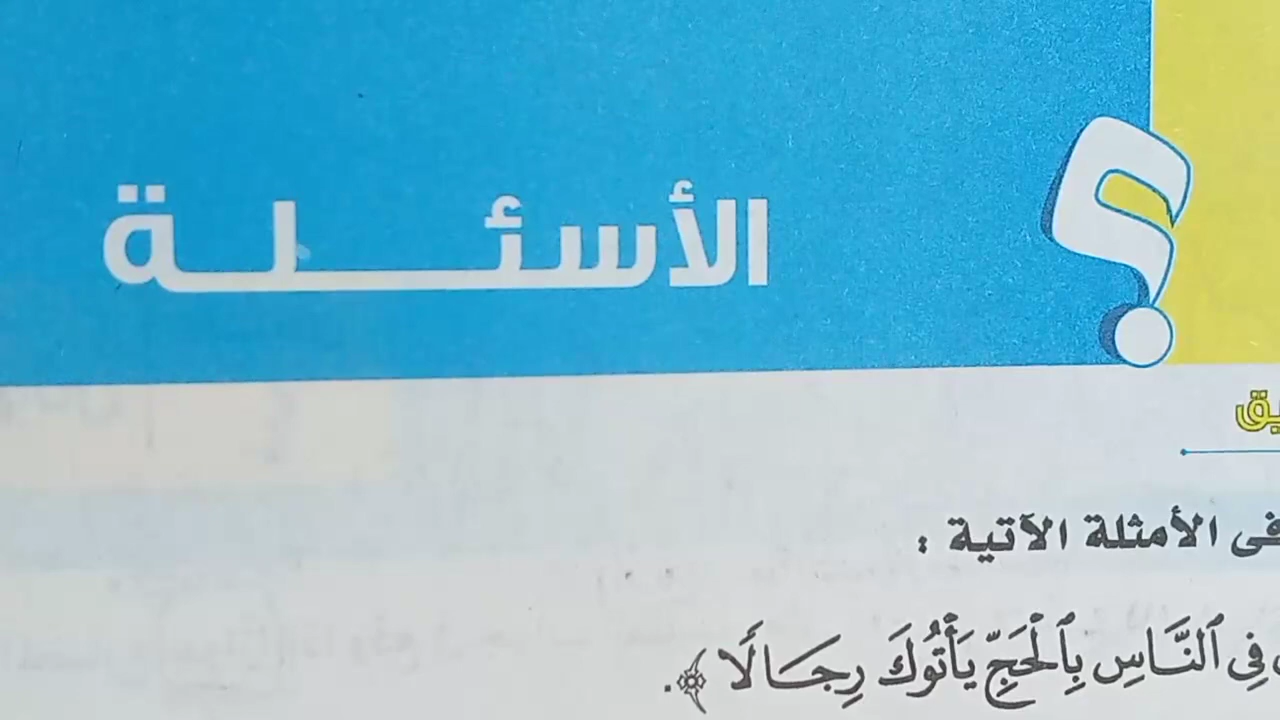 الأسئلة
؟
فى الأمثلة الآتية :
فِي ٱلنَّاسِ بِٱلْحَجِّ يَأْتُوكَ رِجَالًا ﴾.